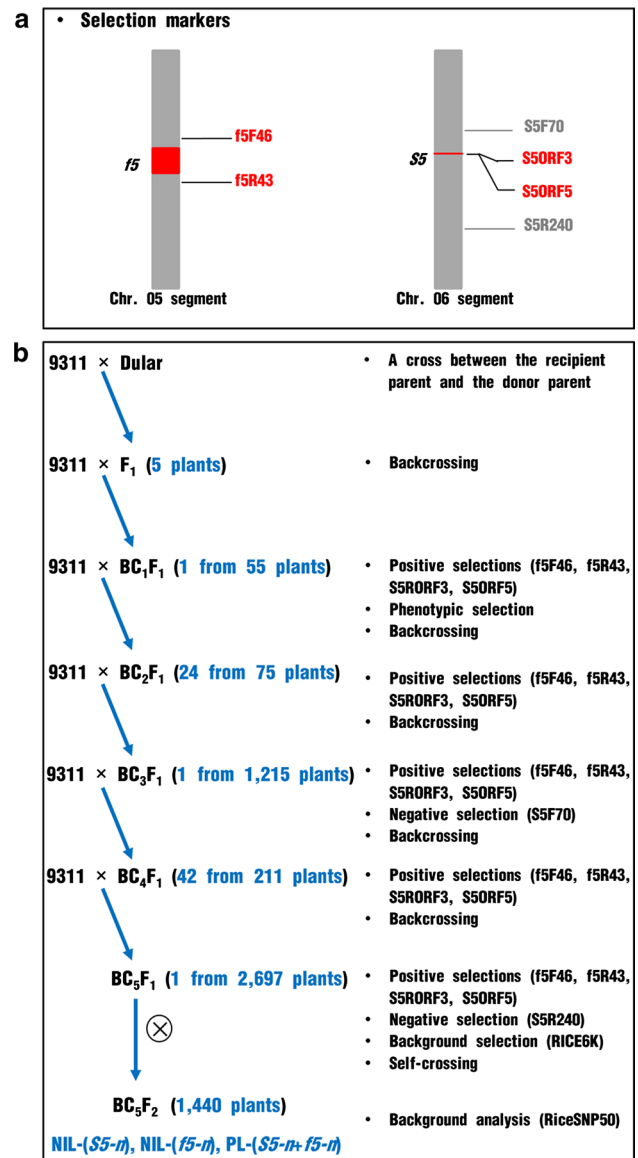 a
• Selection markers
f5
f5F46
f5R43
Chr. 05 segment
S5
S5F70
S5ORF3
S5ORF5
S5R240
Chr. 06 segment
b
9311 × Dular
• A cross between the recipient
parent and the donor parent
9311 × F1 (5 plants)
• Backcrossing
9311 × BC1F1 (1 from 55 plants)
• Positive selections (f5F46, f5R43,
S5RORF3, S5ORF5)
• Phenotypic selection
• Backcrossing
9311 × BC2F1 (24 from 75 plants)
• Positive selections (f5F46, f5R43,
S5RORF3, S5ORF5)
• Backcrossing
9311 × BC3F1 (1 from 1,215 plants)
• Positive selections (f5F46, f5R43,
S5RORF3, S5ORF5)
• Negative selection (S5F70)
• Backcrossing
9311 × BC4F1 (42 from 211 plants)
• Positive selections (f5F46, f5R43,
S5RORF3, S5ORF5)
• Backcrossing
BC5F1 (1 from 2,697 plants)
• Positive selections (f5F46, f5R43,
S5RORF3, S5ORF5)
• Negative selection (S5R240)
• Background selection (RICE6K)
• Self-crossing
BC5F2 (1,440 plants)
• Background analysis (RiceSNP50)
NIL-(S5-n), NIL-(f5-n), PL-(S5-n+f5-n)